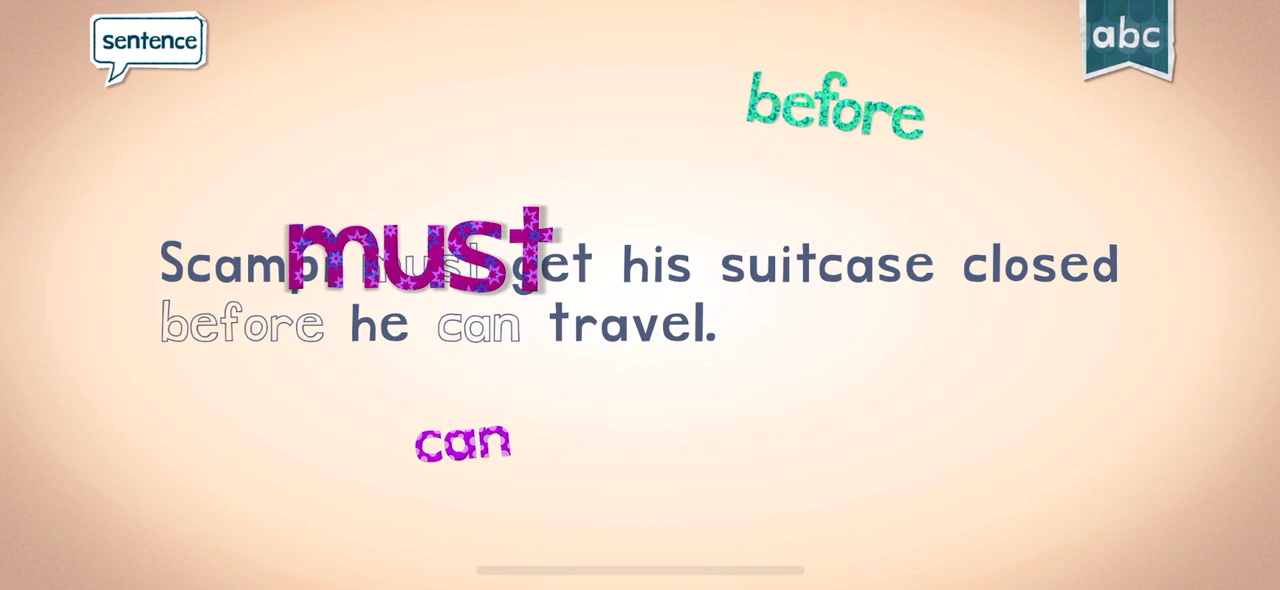 sentence
abc
before
must
Scamp must get his suitcase closed
before he can travel.
can